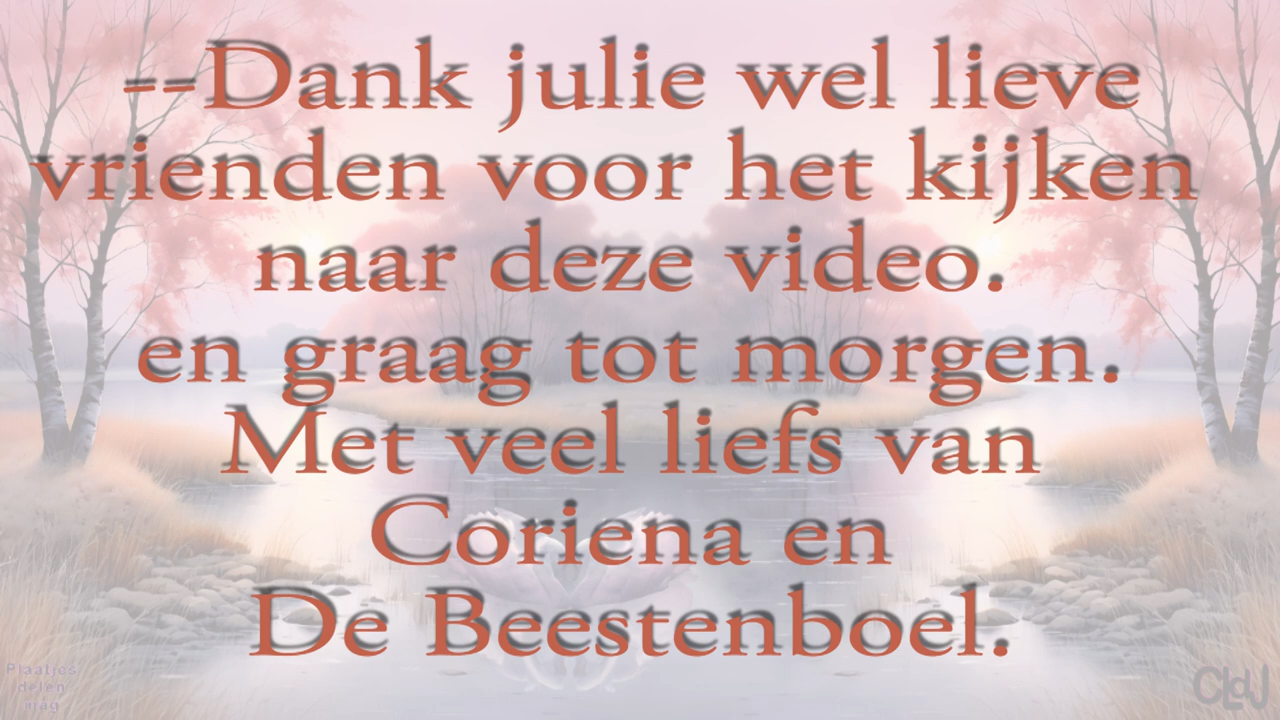 ==Dank julie wel lieve
vrienden voor het kijken
naar deze video.
en graag tot morgen.
Met veel liefs van
Coriena en
De Beestenboel.
Plaatjes
delen
mag
CLdJ